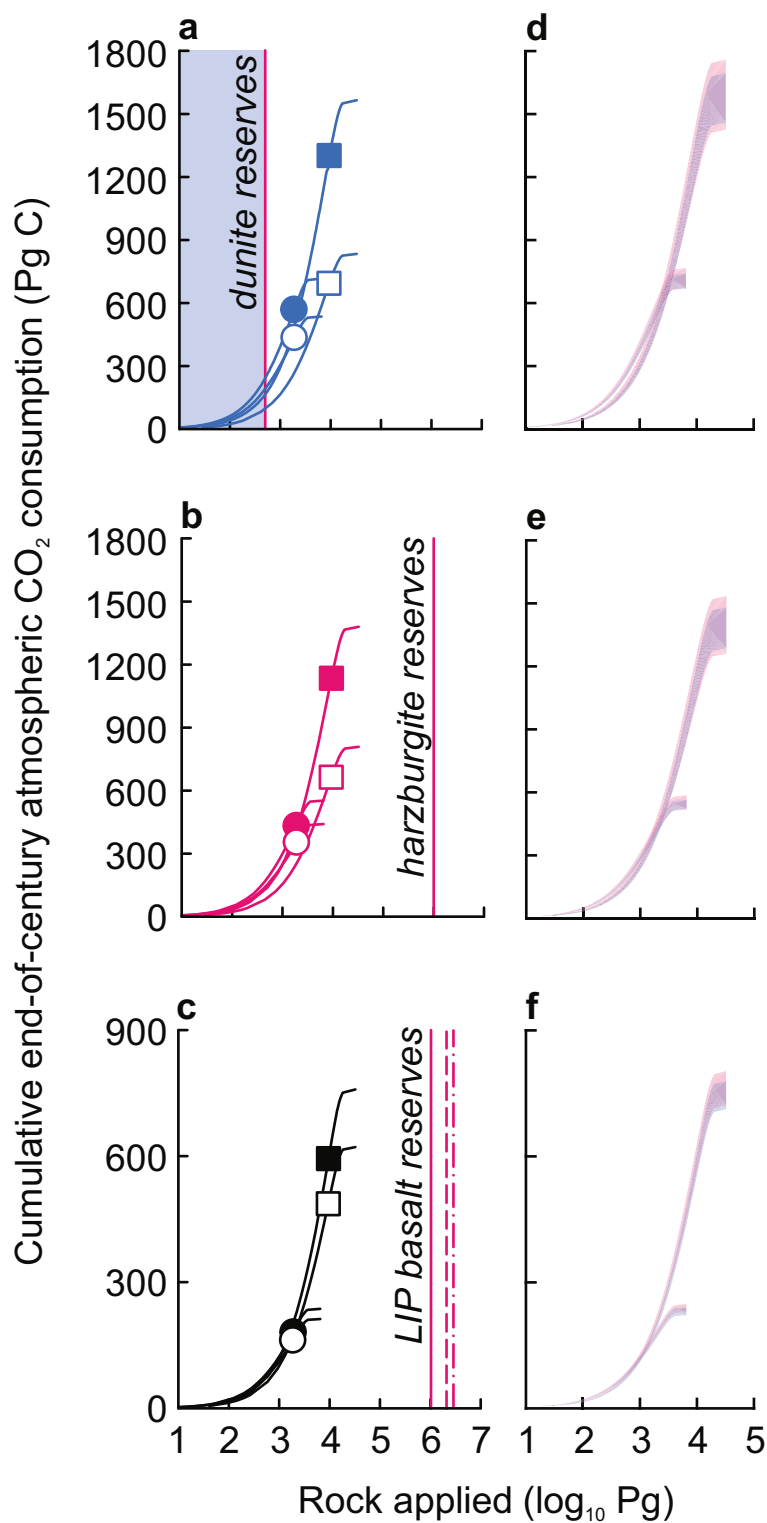 Cumulative end-of-century atmospheric CO₂ consumption (Pg C)
a
1800
1500
1200
900
600
300
0
dunite reserves
d
b
1800
1500
1200
900
600
300
0
harzburgite reserves
e
c
900
600
300
0
LIP basalt reserves
1 2 3 4 5 6 7
f
1 2 3 4 5
Rock applied (log₁₀ Pg)